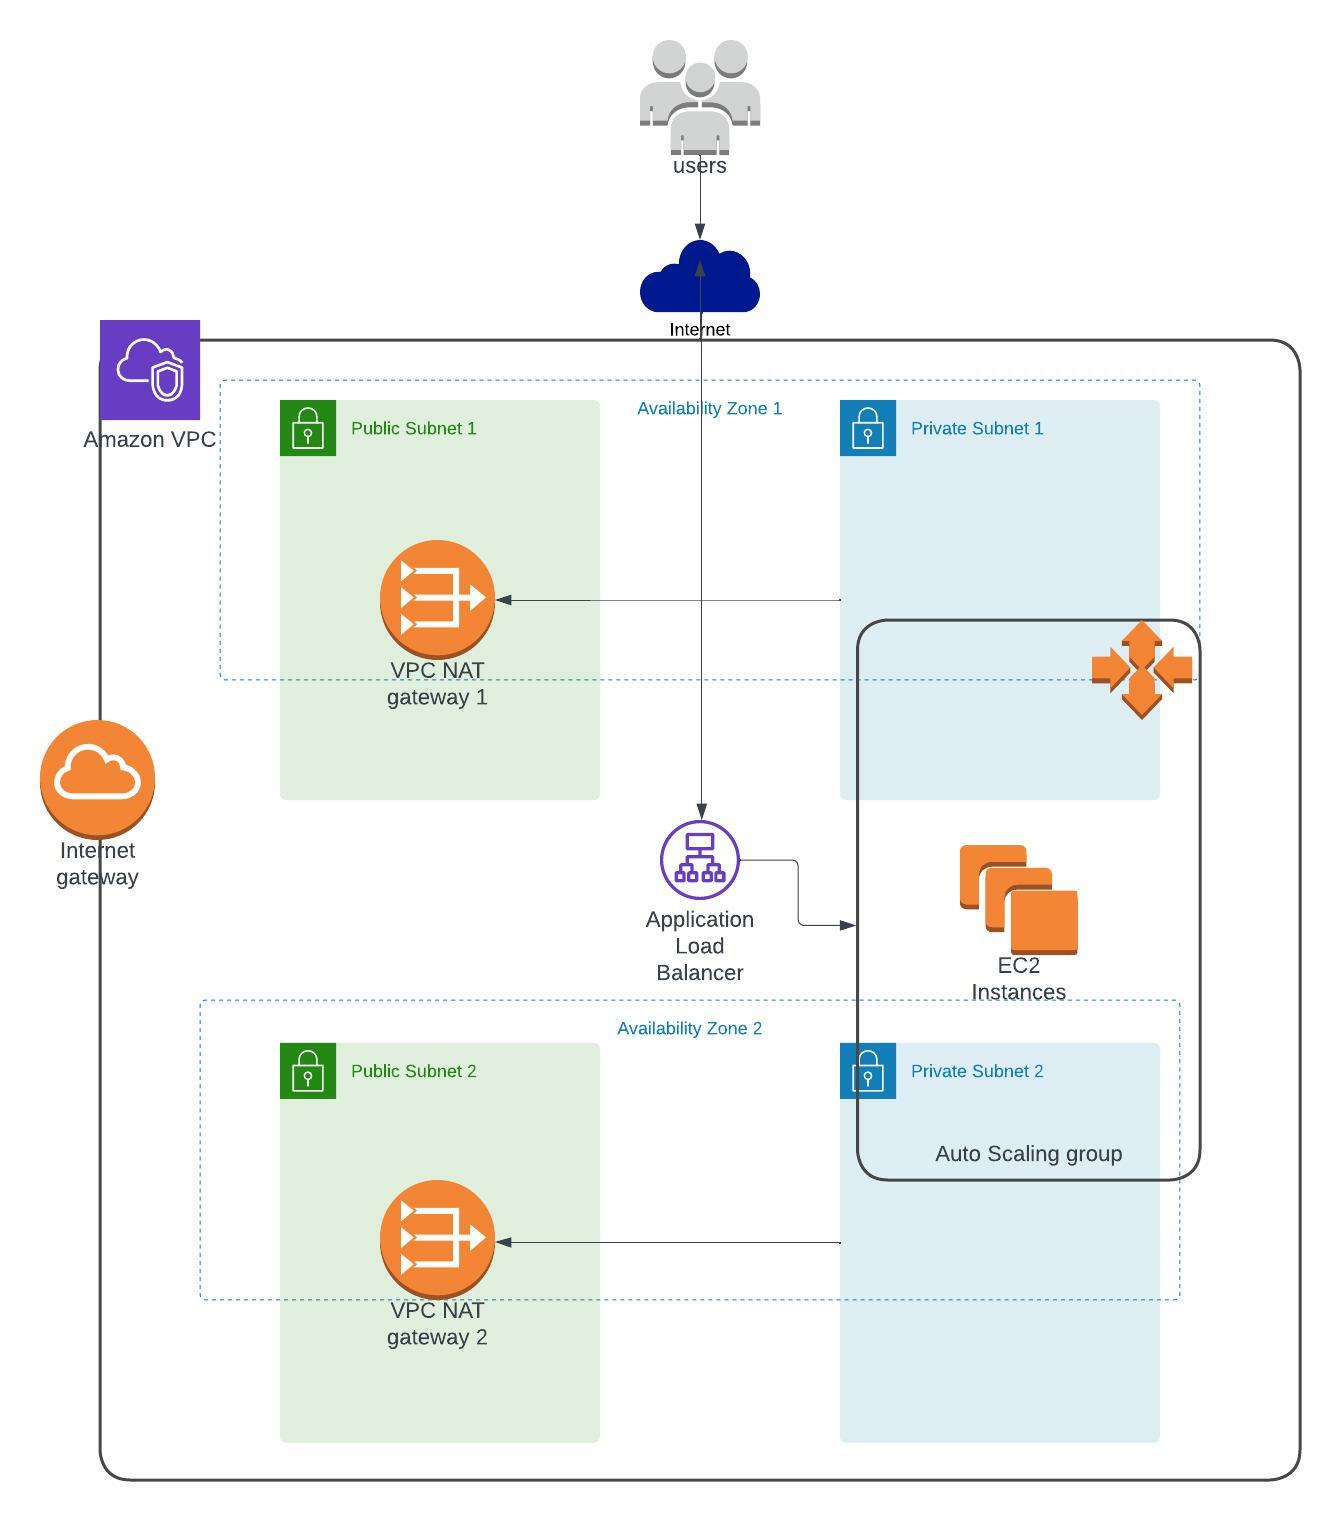 users
Internet
Amazon VPC
Availability Zone 1
Public Subnet 1
Private Subnet 1
VPC NAT
gateway 1
Internet
gateway
Application
Load
Balancer
EC2
Instances
Availability Zone 2
Public Subnet 2
Private Subnet 2
Auto Scaling group
VPC NAT
gateway 2